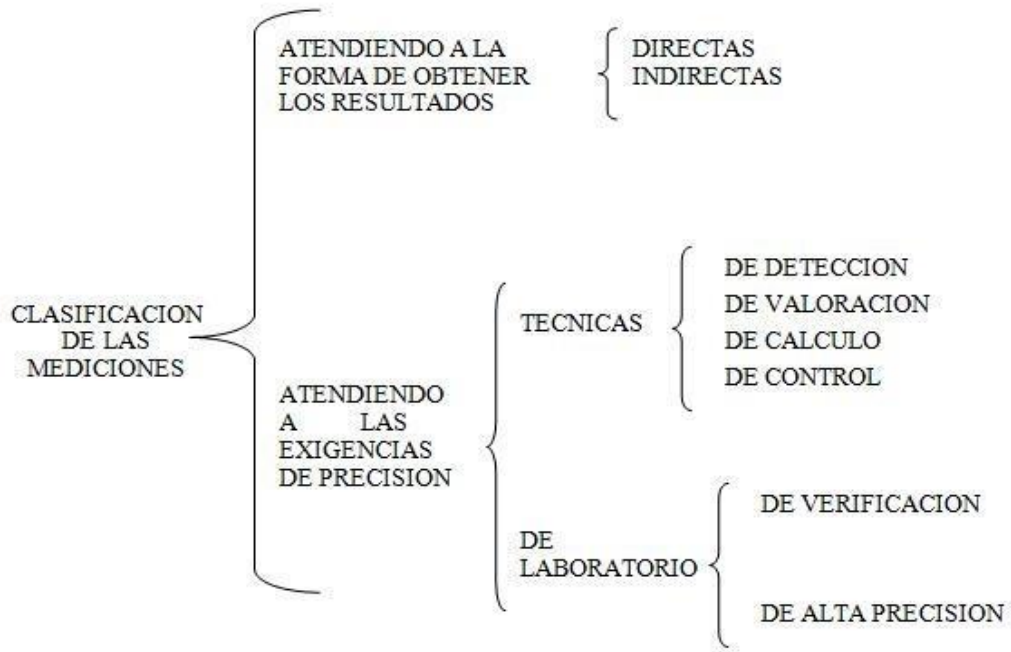 CLASIFICACION
DE LAS
MEDICIONES
ATENDIENDO A LA
FORMA DE OBTENER
LOS RESULTADOS
DIRECTAS
INDIRECTAS
ATENDIENDO
A LAS
EXIGENCIAS
DE PRECISION
TECNICAS
DE DETECCION
DE VALORACION
DE CALCULO
DE CONTROL
DE
LABORATORIO
DE VERIFICACION
DE ALTA PRECISION